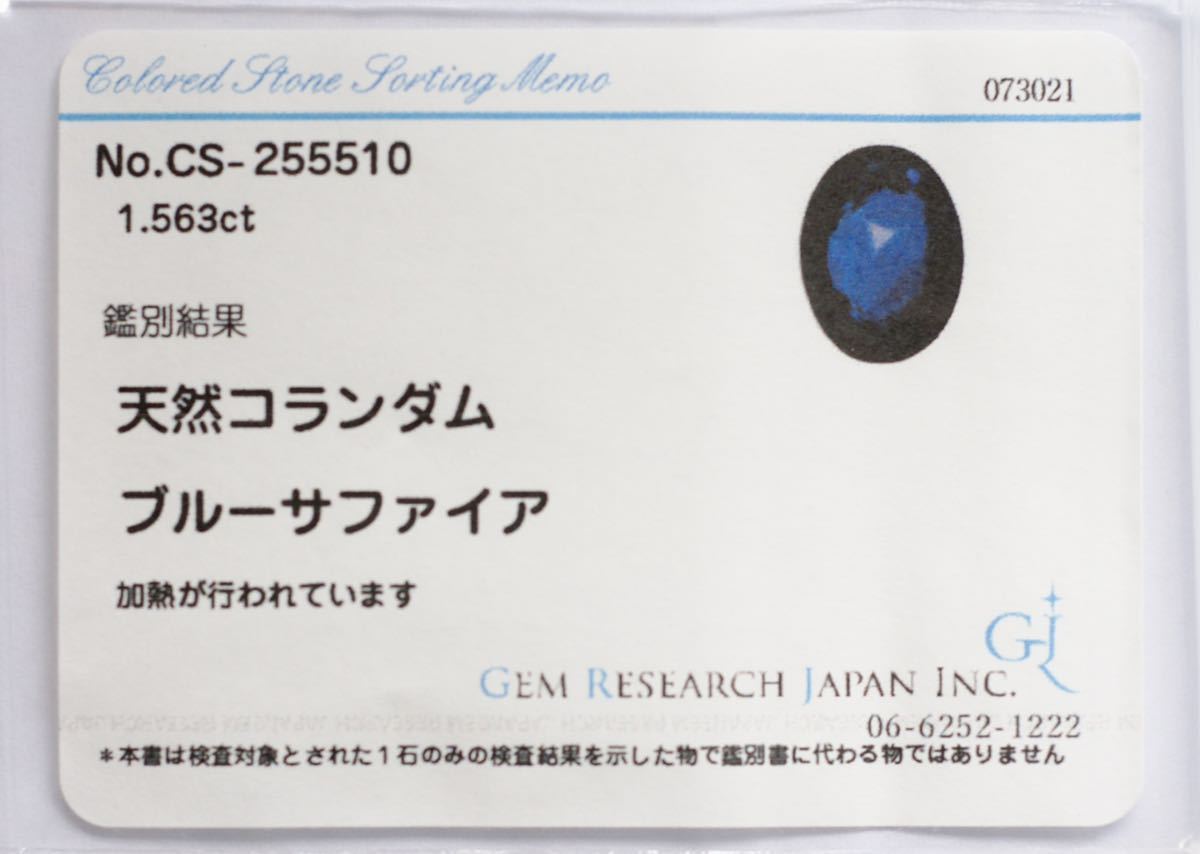 Colored Stone Sorting Memo
073021
No.CS-255510
1.563ct
鑑別結果
天然コランダム
ブルーサファイア
加熱が行われています
GJ
GEM RESEARCH JAPAN INC.
06-6252-1222
*本書は検査対象とされた1石のみの検査結果を示した物で鑑別書に代わる物ではありません